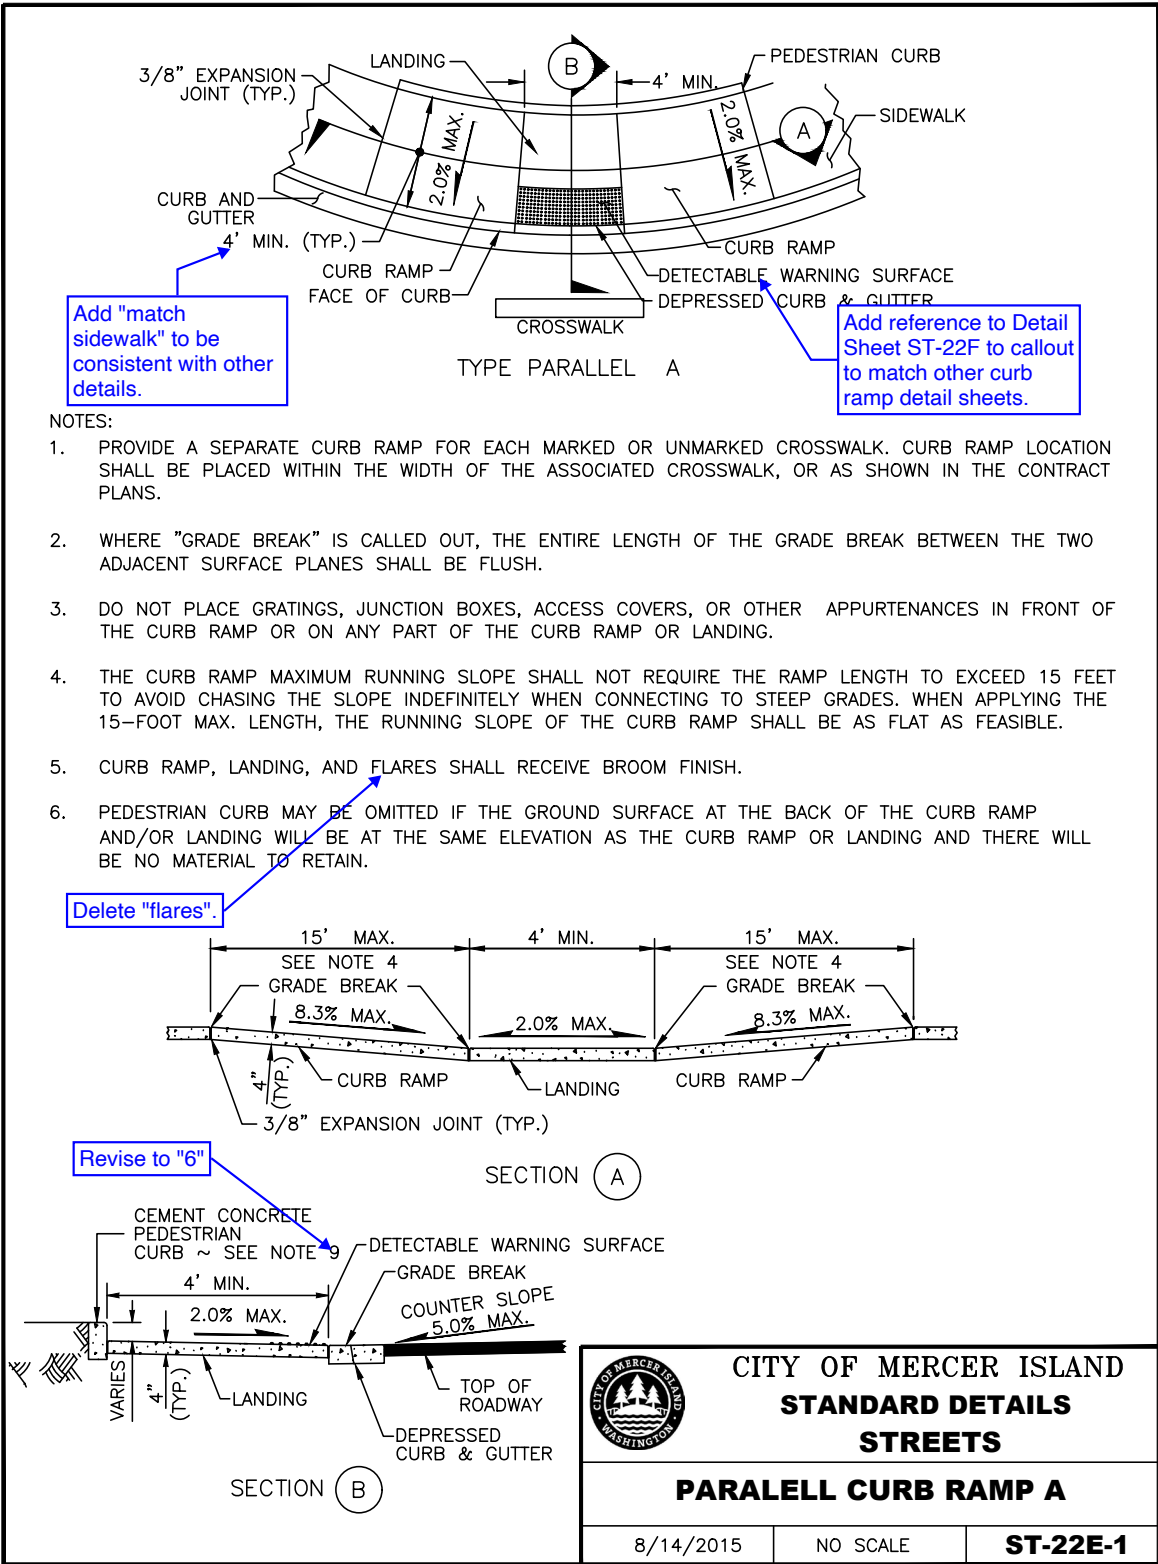 LANDING
B
4' MIN.
PEDESTRIAN CURB
3/8" EXPANSION
JOINT (TYP.)
2.0% MAX.
2.0% MAX.
A
SIDEWALK
CURB AND
GUTTER
4' MIN. (TYP.)
CURB RAMP
CURB RAMP
FACE OF CURB
DETECTABLE WARNING SURFACE
DEPRESSED CURB & GUTTER
CROSSWALK
Add "match
sidewalk" to be
consistent with other
details.
Add reference to Detail
Sheet ST-22F to callout
to match other curb
ramp detail sheets.
TYPE PARALLEL A
NOTES:
1. PROVIDE A SEPARATE CURB RAMP FOR EACH MARKED OR UNMARKED CROSSWALK. CURB RAMP LOCATION
SHALL BE PLACED WITHIN THE WIDTH OF THE ASSOCIATED CROSSWALK, OR AS SHOWN IN THE CONTRACT
PLANS.
2. WHERE "GRADE BREAK" IS CALLED OUT, THE ENTIRE LENGTH OF THE GRADE BREAK BETWEEN THE TWO
ADJACENT SURFACE PLANES SHALL BE FLUSH.
3. DO NOT PLACE GRATINGS, JUNCTION BOXES, ACCESS COVERS, OR OTHER APPURTENANCES IN FRONT OF
THE CURB RAMP OR ON ANY PART OF THE CURB RAMP OR LANDING.
4. THE CURB RAMP MAXIMUM RUNNING SLOPE SHALL NOT REQUIRE THE RAMP LENGTH TO EXCEED 15 FEET
TO AVOID CHASING THE SLOPE INDEFINITELY WHEN CONNECTING TO STEEP GRADES. WHEN APPLYING THE
15-FOOT MAX. LENGTH, THE RUNNING SLOPE OF THE CURB RAMP SHALL BE AS FLAT AS FEASIBLE.
5. CURB RAMP, LANDING, AND FLARES SHALL RECEIVE BROOM FINISH.
6. PEDESTRIAN CURB MAY BE OMITTED IF THE GROUND SURFACE AT THE BACK OF THE CURB RAMP
AND/OR LANDING WILL BE AT THE SAME ELEVATION AS THE CURB RAMP OR LANDING AND THERE WILL
BE NO MATERIAL TO RETAIN.
Delete "flares".
15' MAX.
4' MIN.
15' MAX.
SEE NOTE 4
SEE NOTE 4
GRADE BREAK
GRADE BREAK
8.3% MAX.
2.0% MAX.
8.3% MAX.
4"
(TYP.)
CURB RAMP
LANDING
CURB RAMP
3/8" EXPANSION JOINT (TYP.)
SECTION A
Revise to "6"
CEMENT CONCRETE
PEDESTRIAN
CURB ~ SEE NOTE 9
DETECTABLE WARNING SURFACE
GRADE BREAK
4' MIN.
2.0% MAX.
COUNTER SLOPE
5.0% MAX.
VARIES
4"
(TYP.)
LANDING
TOP OF
ROADWAY
DEPRESSED
CURB & GUTTER
SECTION B
CITY OF MERCER ISLAND
WASHINGTON
CITY OF MERCER ISLAND
STANDARD DETAILS
STREETS
PARALELL CURB RAMP A
8/14/2015
NO SCALE
ST-22E-1